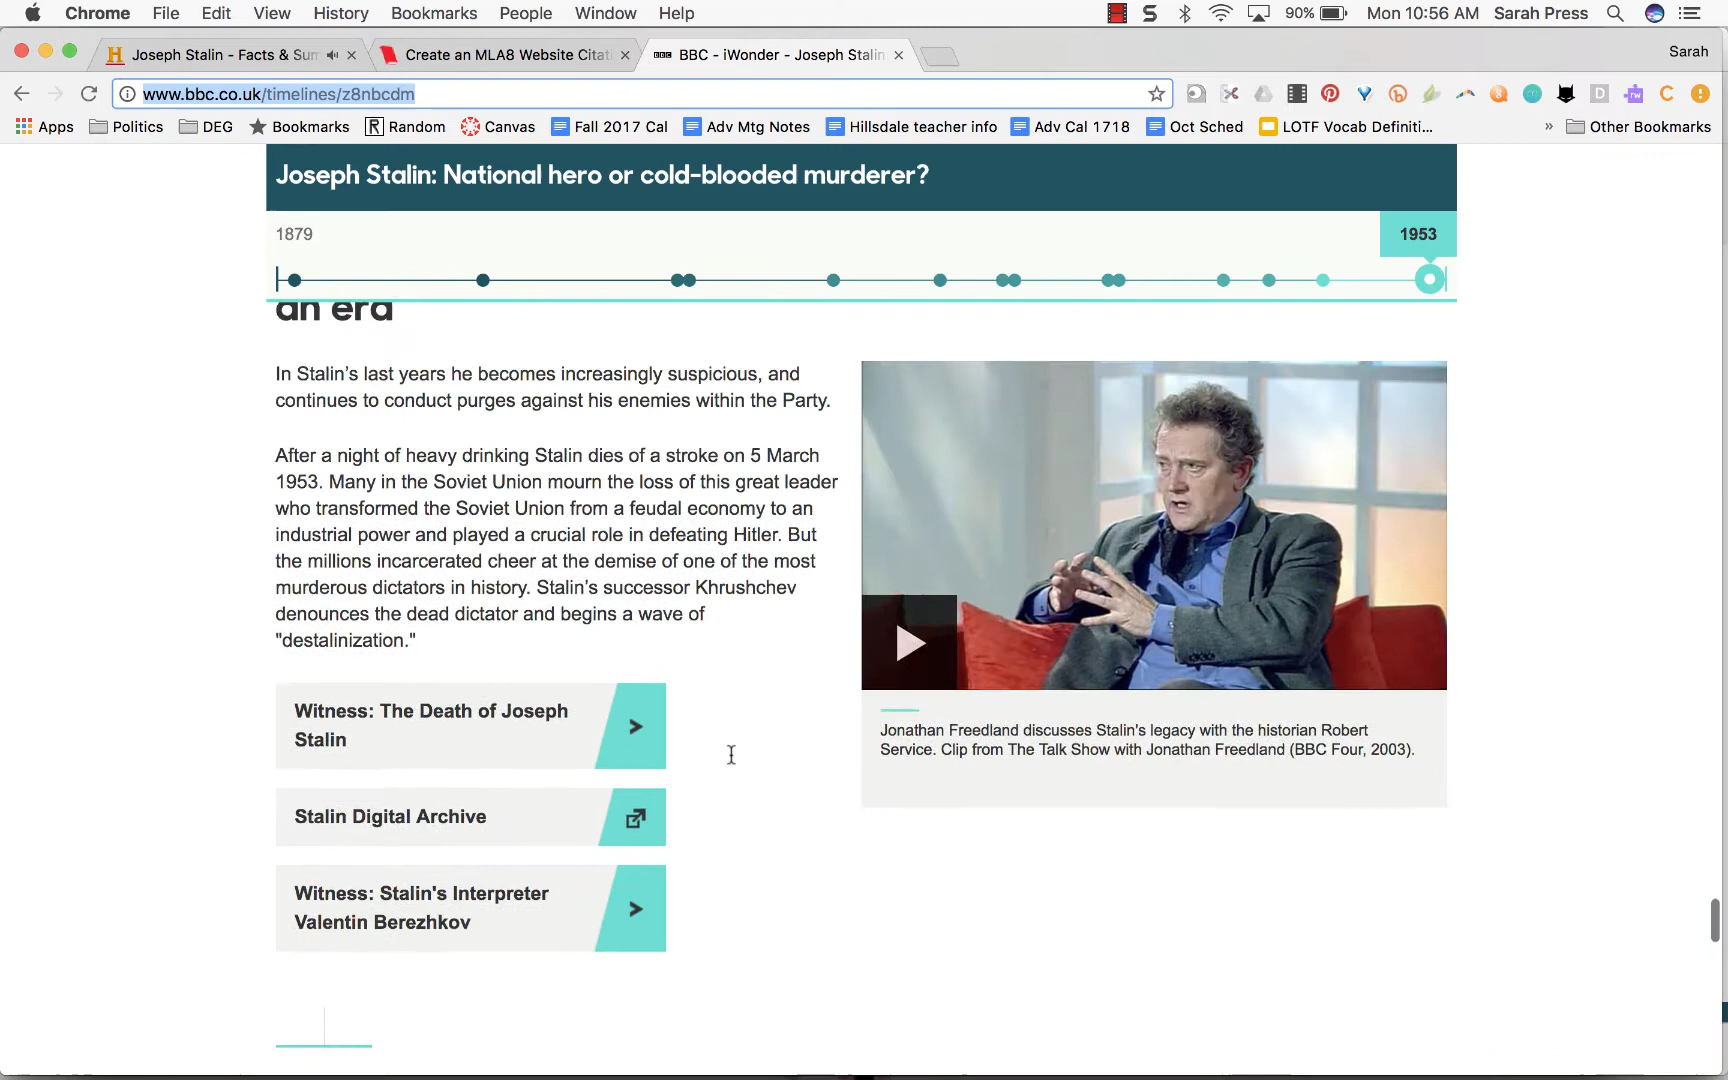 Chrome File Edit View History Bookmarks People Window Help 90% Mon 10:56 AM Sarah Press
Joseph Stalin - Facts & Sum
Create an MLA8 Website Citati
BBC - iWonder - Joseph Stalin
Sarah
www.bbc.co.uk/timelines/z8nbcdm
Apps Politics DEG Bookmarks Random Canvas Fall 2017 Cal Adv Mtg Notes Hillsdale teacher info Adv Cal 1718 Oct Sched LOTF Vocab Definiti... » Other Bookmarks
Joseph Stalin: National hero or cold-blooded murderer?
1879
1953
an era
In Stalin's last years he becomes increasingly suspicious, and
continues to conduct purges against his enemies within the Party.
After a night of heavy drinking Stalin dies of a stroke on 5 March
1953. Many in the Soviet Union mourn the loss of this great leader
who transformed the Soviet Union from a feudal economy to an
industrial power and played a crucial role in defeating Hitler. But
the millions incarcerated cheer at the demise of one of the most
murderous dictators in history. Stalin's successor Khrushchev
denounces the dead dictator and begins a wave of
"destalinization."
Witness: The Death of Joseph
Stalin
Stalin Digital Archive
Witness: Stalin's Interpreter
Valentin Berezhkov
Jonathan Freedland discusses Stalin's legacy with the historian Robert
Service. Clip from The Talk Show with Jonathan Freedland (BBC Four, 2003).